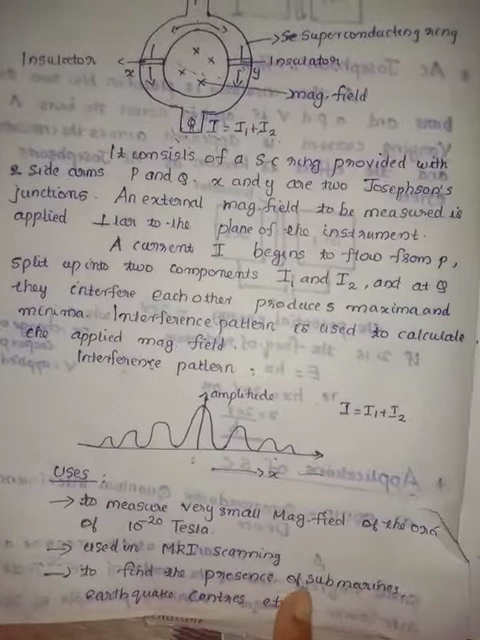 Se superconducting ring
Insulator x y Insulator
mag. field
Q I = I1 + I2
It consists of a SC ring provided with
2 side arms P and Q. x and y are two Josephson's
junctions. An external mag. field to be measured is
applied ⊥lar to the plane of the instrument.
A current I begins to flow from P,
split up into two components I1 and I2, and at Q
they interfere each other produces maxima and
minima. Interference pattern is used to calculate
the applied mag field.
Interference pattern :
amplitude I = I1 + I2
→ x
Uses :
→ to measure very small Mag-fied of the
of 10-20 Tesla.
→ used in MRI scanning
→ to find the presence of submarines,
earthquake centres